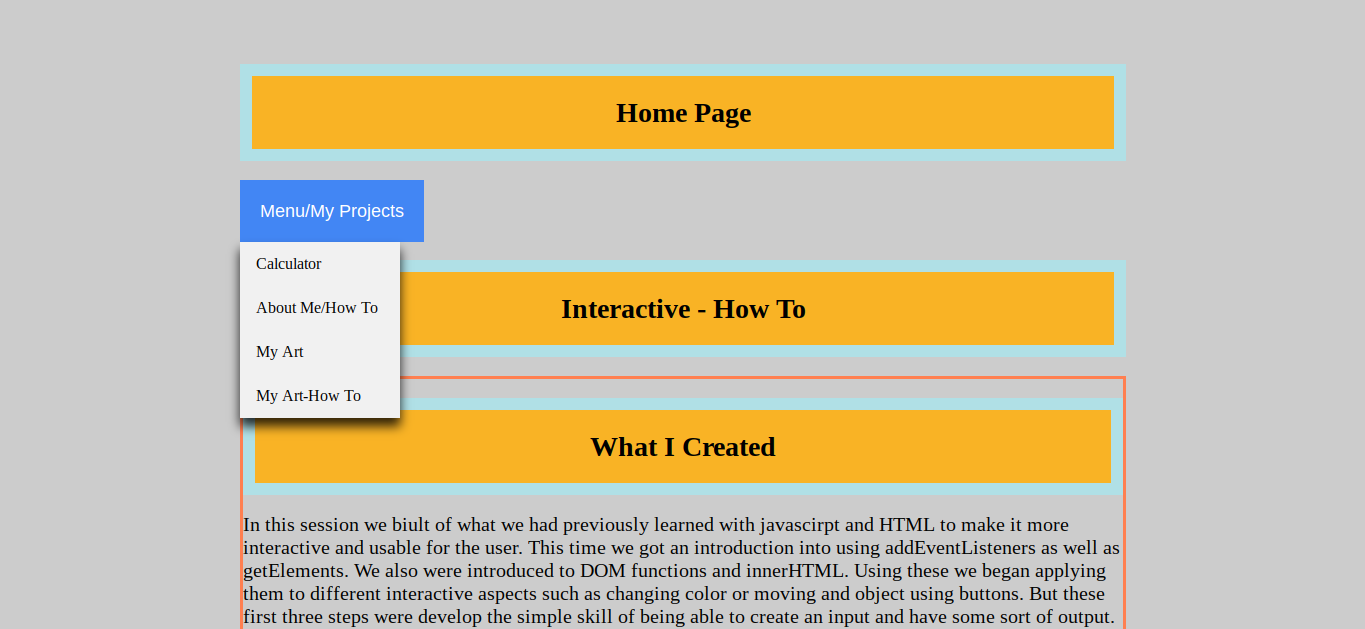 Home Page
Menu/My Projects
Calculator
About Me/How To
Interactive - How To
My Art
My Art-How To
What I Created
In this session we biult of what we had previously learned with javascirpt and HTML to make it more
interactive and usable for the user. This time we got an introduction into using addEventListeners as well as
getElements. We also were introduced to DOM functions and innerHTML. Using these we began applying
them to different interactive aspects such as changing color or moving and object using buttons. But these
first three steps were develop the simple skill of being able to create an input and have some sort of output.